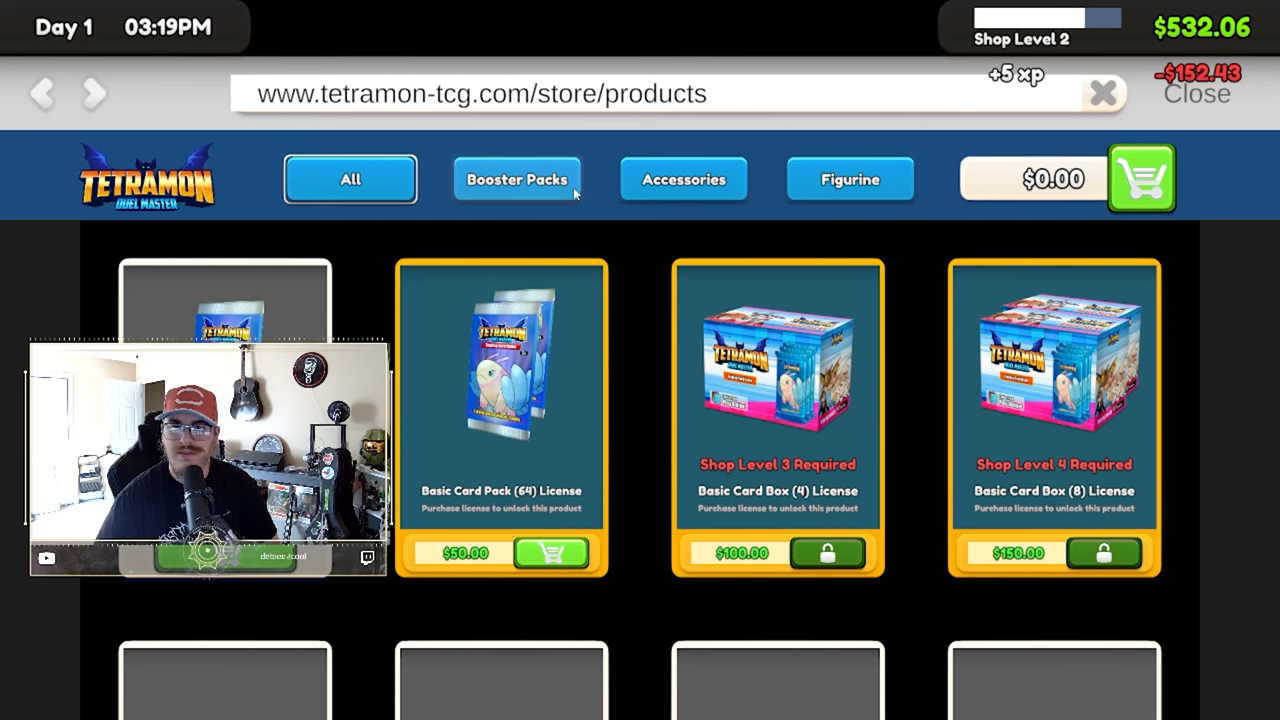 Day 1 03:19PM
Shop Level 2
$532.06
+5 xp
-$152.43
www.tetramon-tcg.com/store/products
Close
TETRAMON
DUEL MASTER
All
Booster Packs
Accessories
Figurine
$0.00
TETRAMON
TETRAMON
TETRAMON
TETRAMON
Shop Level 3 Required
Shop Level 4 Required
Basic Card Pack (64) License
Purchase license to unlock this product
Basic Card Box (4) License
Purchase license to unlock this product
Basic Card Box (8) License
Purchase license to unlock this product
$50.00
$100.00
$150.00